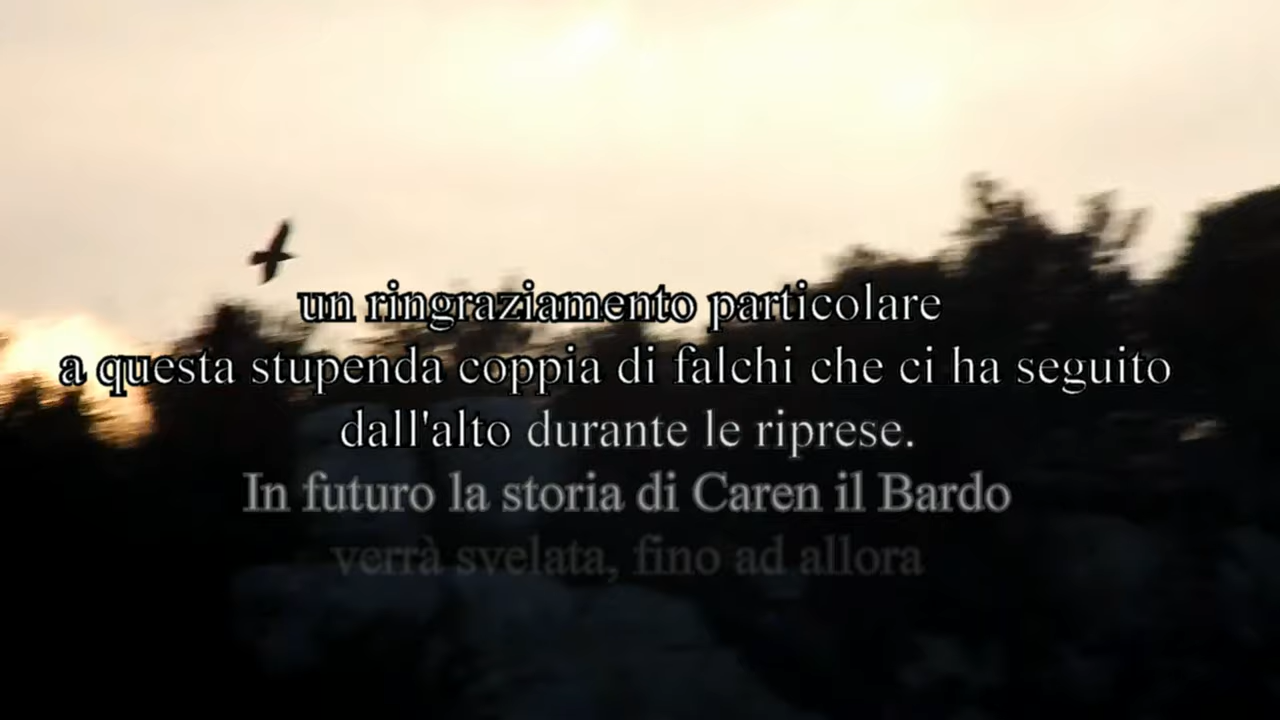 un ringraziamento particolare
a questa stupenda coppia di falchi che ci ha seguito
dall'alto durante le riprese.
In futuro la storia di Caren il Bardo
verrà svelata, fino ad allora